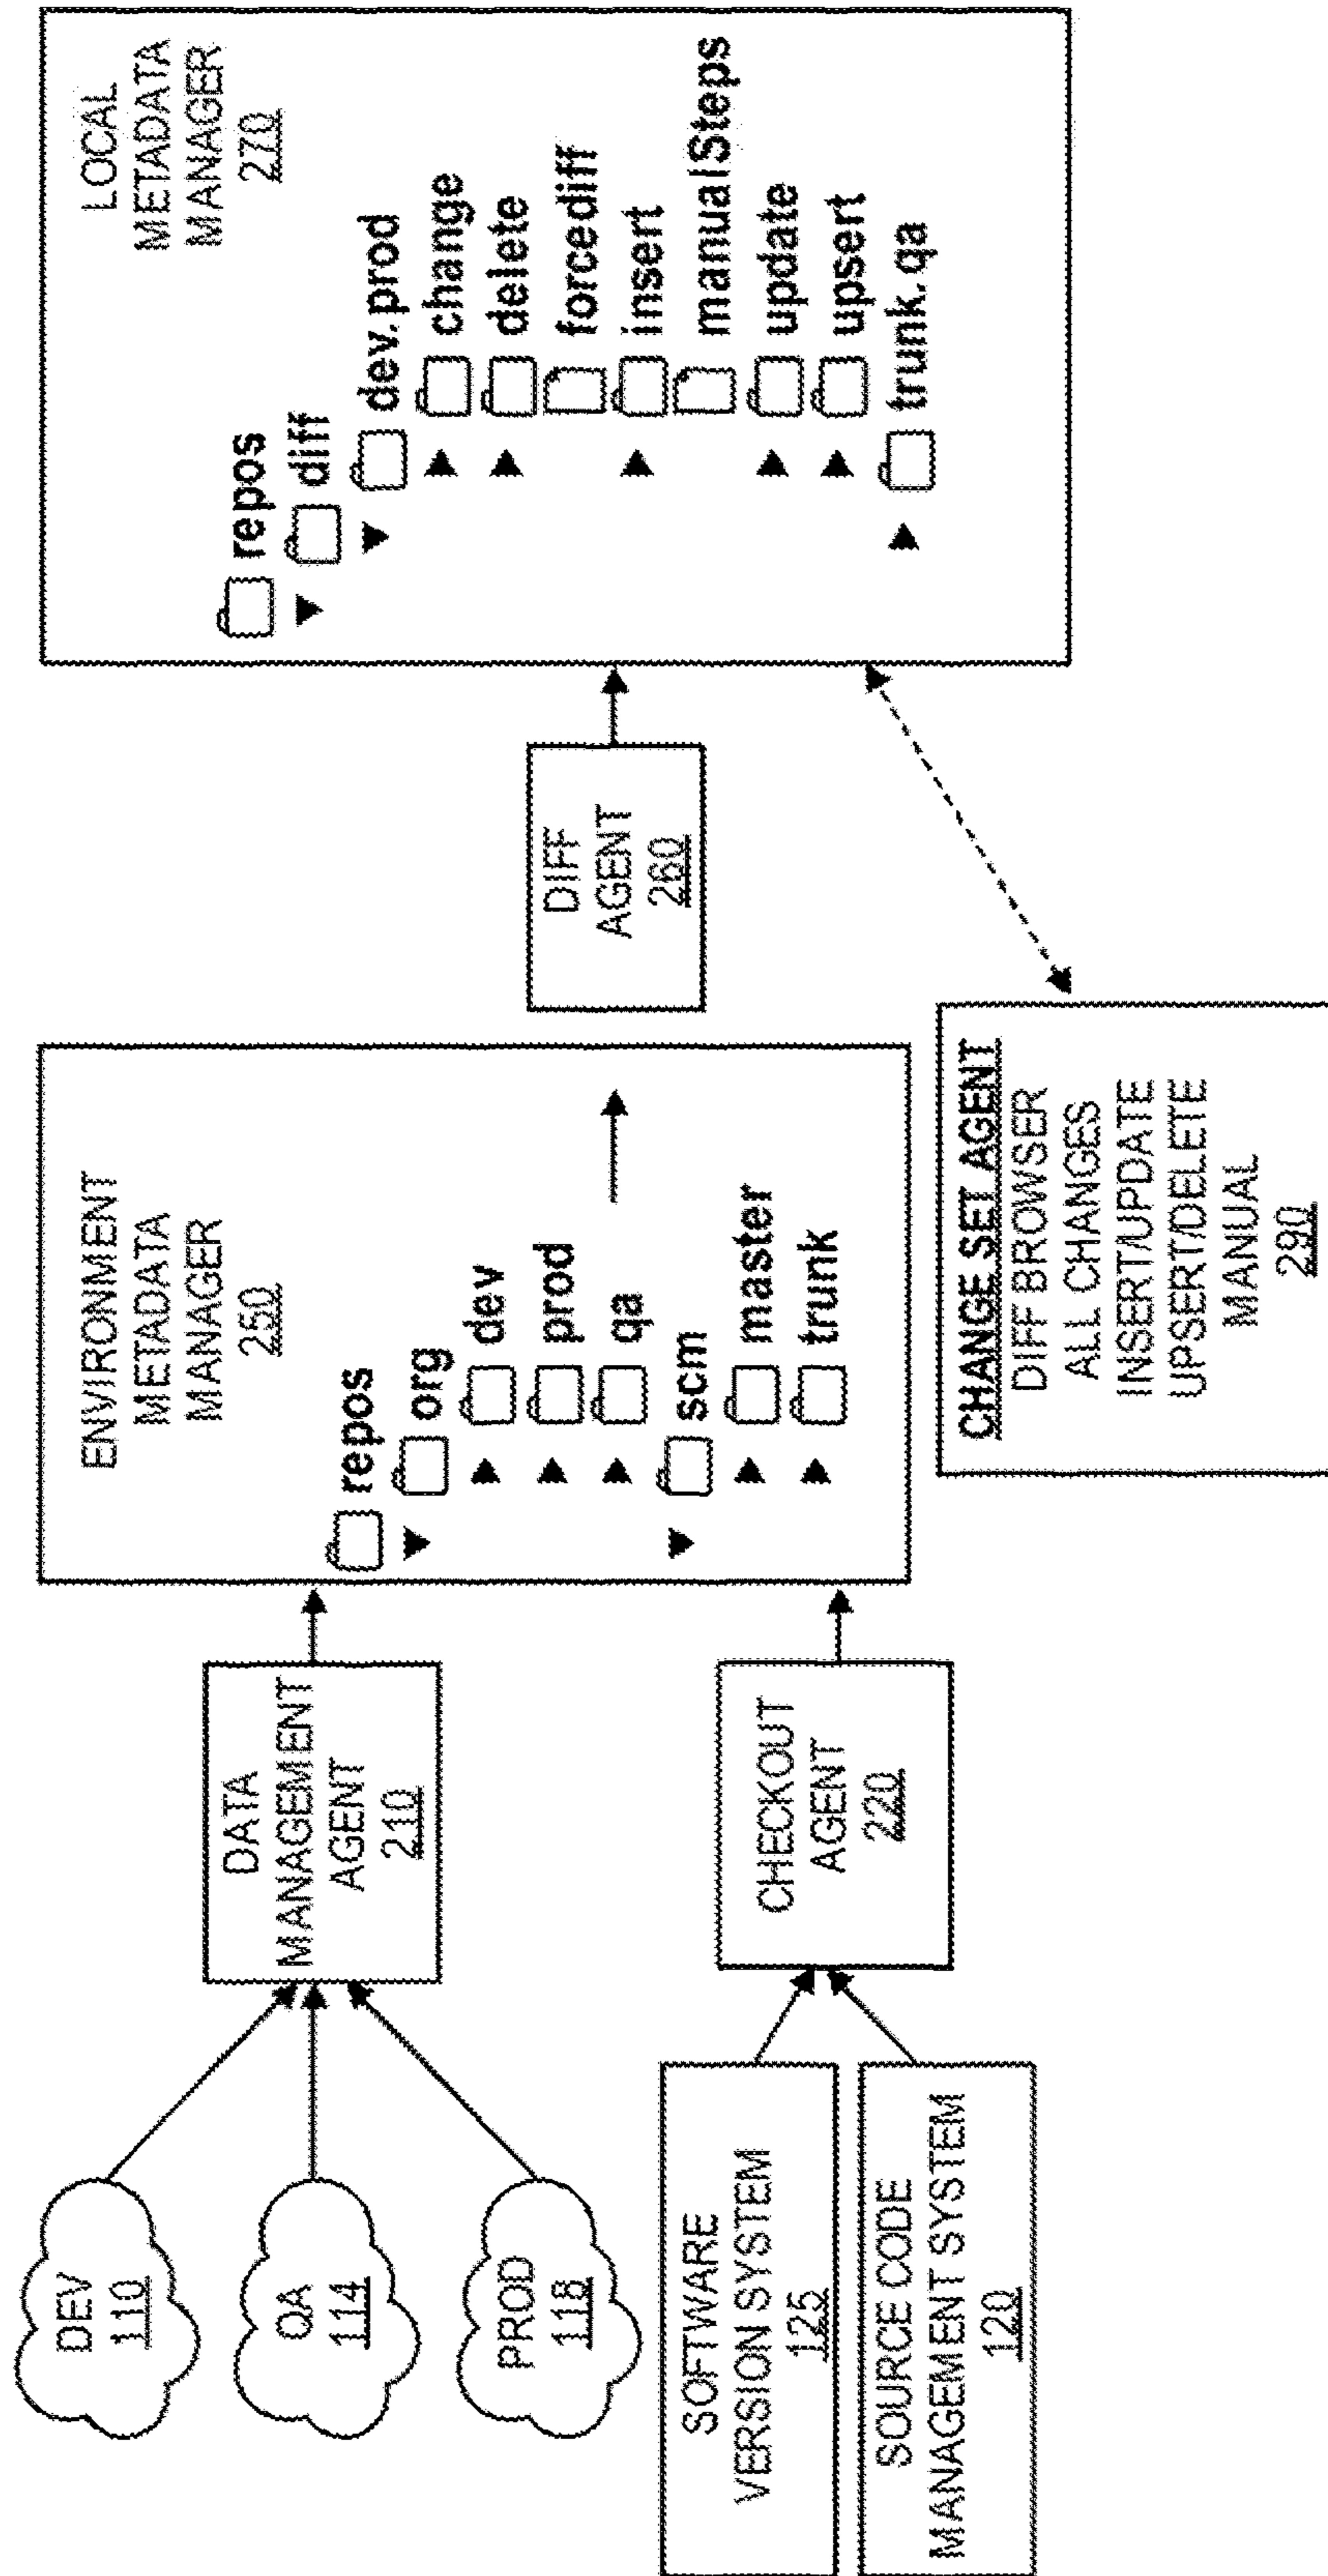 DEV
110
QA
114
PROD
118
SOFTWARE
VERSION SYSTEM
125
SOURCE CODE
MANAGEMENT SYSTEM
120
DATA
MANAGEMENT
AGENT
210
CHECKOUT
AGENT
220
ENVIRONMENT
METADATA
MANAGER
250
repos
org
dev
prod
qa
scm
master
trunk
DIFF
AGENT
260
CHANGE SET AGENT
DIFF BROWSER
ALL CHANGES
INSERT/UPDATE
UPSERT/DELETE
MANUAL
290
LOCAL
METADATA
MANAGER
270
repos
diff
dev.prod
change
delete
forcediff
insert
manualSteps
update
upsert
trunk.qa